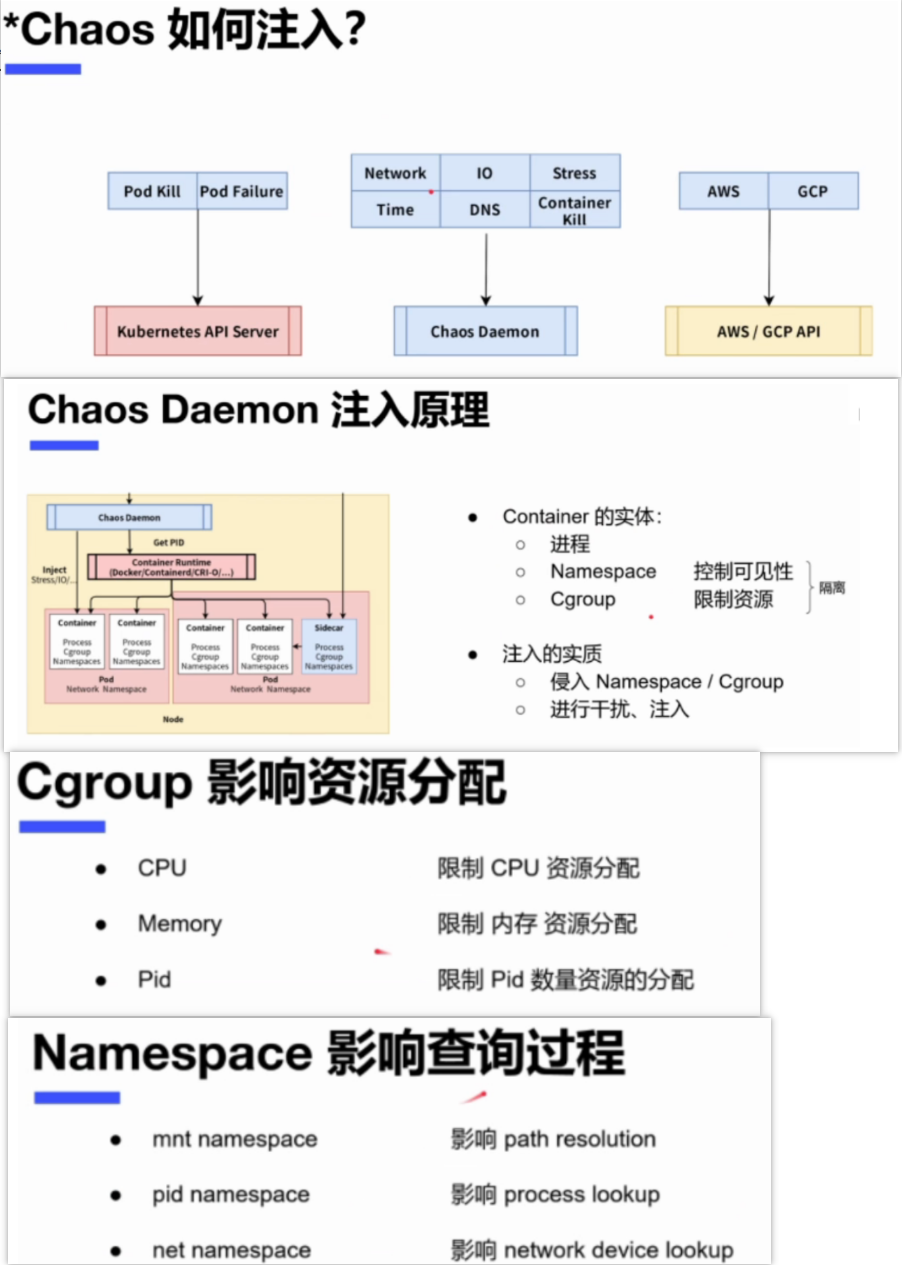 *Chaos 如何注入?
Pod Kill Pod Failure
Network IO Stress
Time DNS Container Kill
AWS GCP
Kubernetes API Server
Chaos Daemon
AWS / GCP API
Chaos Daemon 注入原理
Chaos Daemon
Get PID
Container Runtime
(Docker/Containerd/CRI-O/...)
Inject
Stress/IO/...
Container
Process
Cgroup
Namespaces
Container
Process
Cgroup
Namespaces
Pod
Network Namespace
Container
Process
Cgroup
Namespaces
Container
Process
Cgroup
Namespaces
Sidecar
Process
Cgroup
Namespaces
Pod
Network Namespace
Node
● Container 的实体:
○ 进程
○ Namespace 控制可见性
○ Cgroup 限制资源
隔离
● 注入的实质
○ 侵入 Namespace / Cgroup
○ 进行干扰、注入
Cgroup 影响资源分配
● CPU 限制 CPU 资源分配
● Memory 限制 内存 资源分配
● Pid 限制 Pid 数量资源的分配
Namespace 影响查询过程
● mnt namespace 影响 path resolution
● pid namespace 影响 process lookup
● net namespace 影响 network device lookup